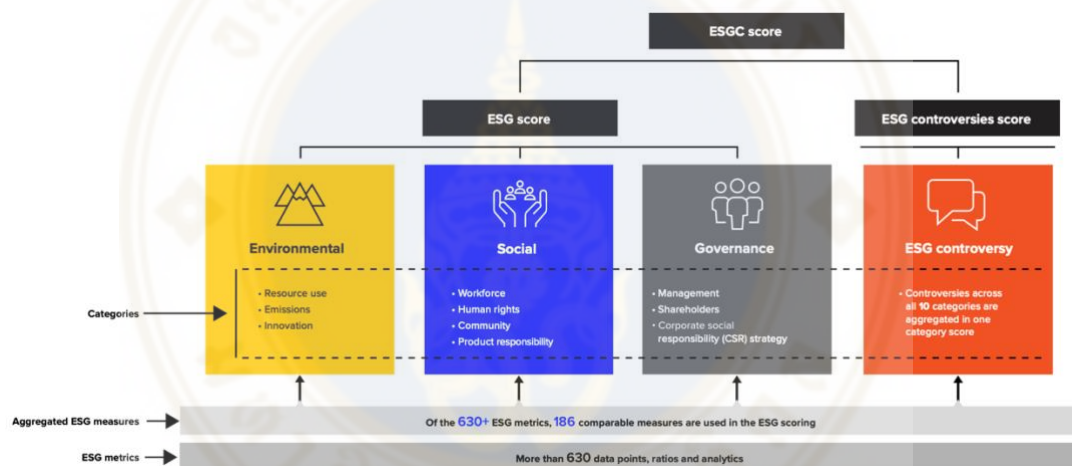 ESGC score
ESG score
ESG controversies score
Environmental
Social
Governance
ESG controversy
Categories
• Resource use
• Emissions
• Innovation
• Workforce
• Human rights
• Community
• Product responsibility
• Management
• Shareholders
• Corporate social
responsibility (CSR) strategy
• Controversies across
all 10 categories are
aggregated in one
category score
Aggregated ESG measures
Of the 630+ ESG metrics, 186 comparable measures are used in the ESG scoring
ESG metrics
More than 630 data points, ratios and analytics